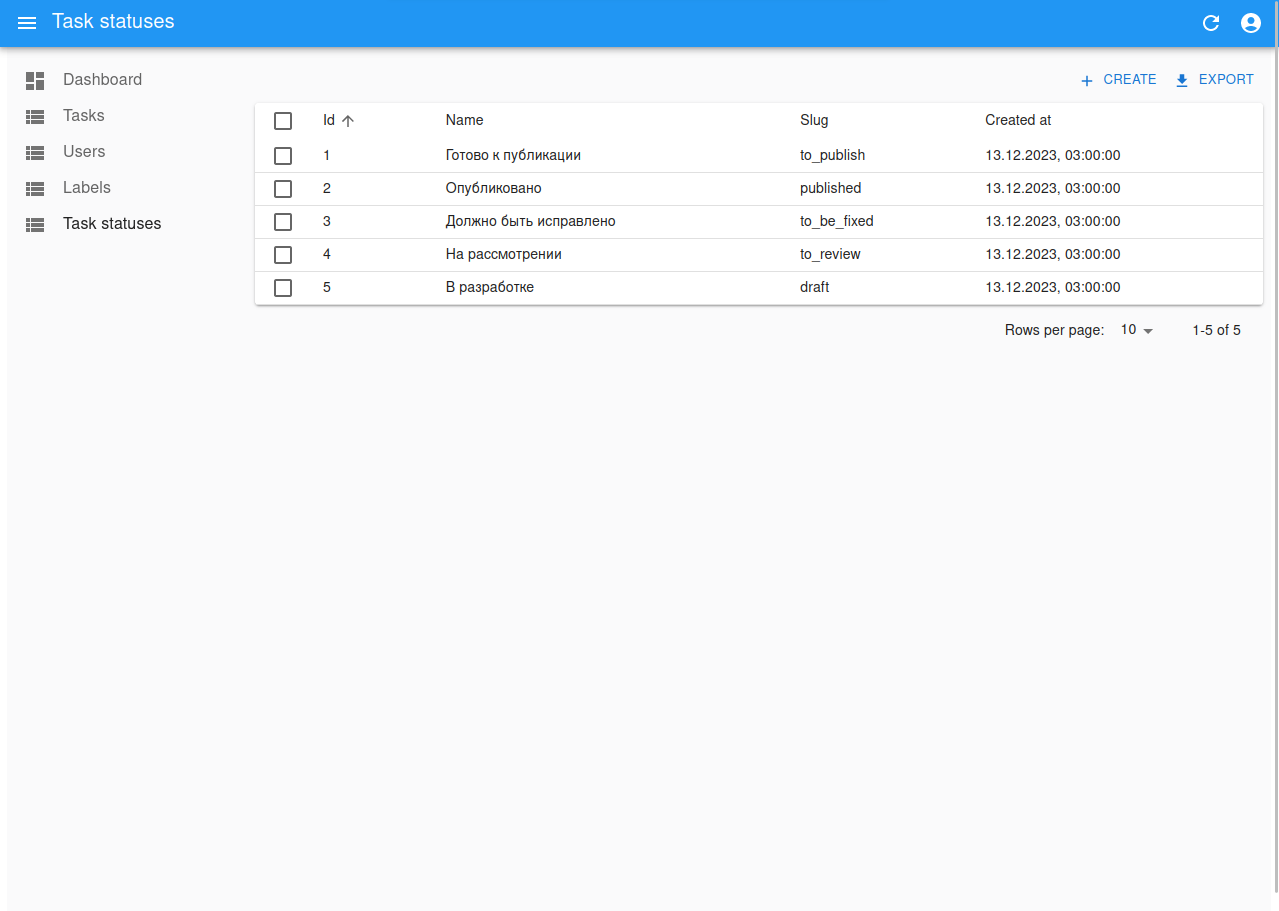 Task statuses
Dashboard
Tasks
Users
Labels
Task statuses
CREATE EXPORT
Id Name Slug Created at
1 Готово к публикации to_publish 13.12.2023, 03:00:00
2 Опубликовано published 13.12.2023, 03:00:00
3 Должно быть исправлено to_be_fixed 13.12.2023, 03:00:00
4 На рассмотрении to_review 13.12.2023, 03:00:00
5 В разработке draft 13.12.2023, 03:00:00
Rows per page: 10 1-5 of 5